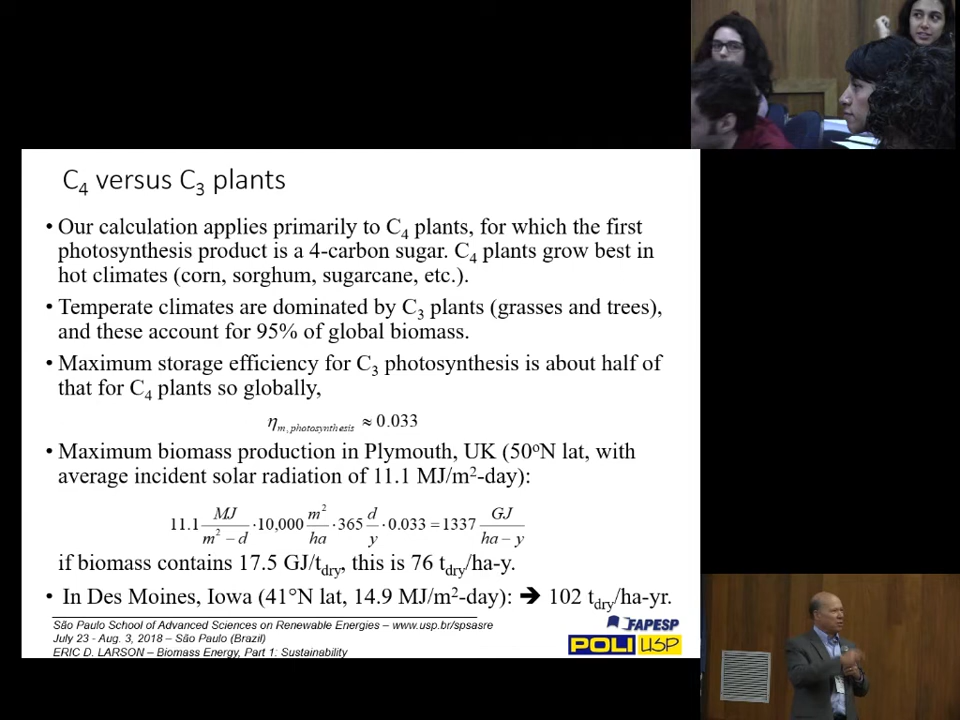 C₄ versus C₃ plants
• Our calculation applies primarily to C₄ plants, for which the first
photosynthesis product is a 4-carbon sugar. C₄ plants grow best in
hot climates (corn, sorghum, sugarcane, etc.).
• Temperate climates are dominated by C₃ plants (grasses and trees),
and these account for 95% of global biomass.
• Maximum storage efficiency for C₃ photosynthesis is about half of
that for C₄ plants so globally,
η_m, photosynthesis ≈ 0.033
• Maximum biomass production in Plymouth, UK (50°N lat, with
average incident solar radiation of 11.1 MJ/m²-day):
11.1 MJ/(m² − d) · 10,000 m²/ha · 365 d/y · 0.033 = 1337 GJ/(ha − y)
if biomass contains 17.5 GJ/t_dry, this is 76 t_dry/ha-y.
• In Des Moines, Iowa (41°N lat, 14.9 MJ/m²-day): ➔ 102 t_dry/ha-yr.
São Paulo School of Advanced Sciences on Renewable Energies – www.usp.br/spsasre
July 23 - Aug. 3, 2018 – São Paulo (Brazil)
ERIC D. LARSON – Biomass Energy, Part 1: Sustainability
FAPESP
POLI USP